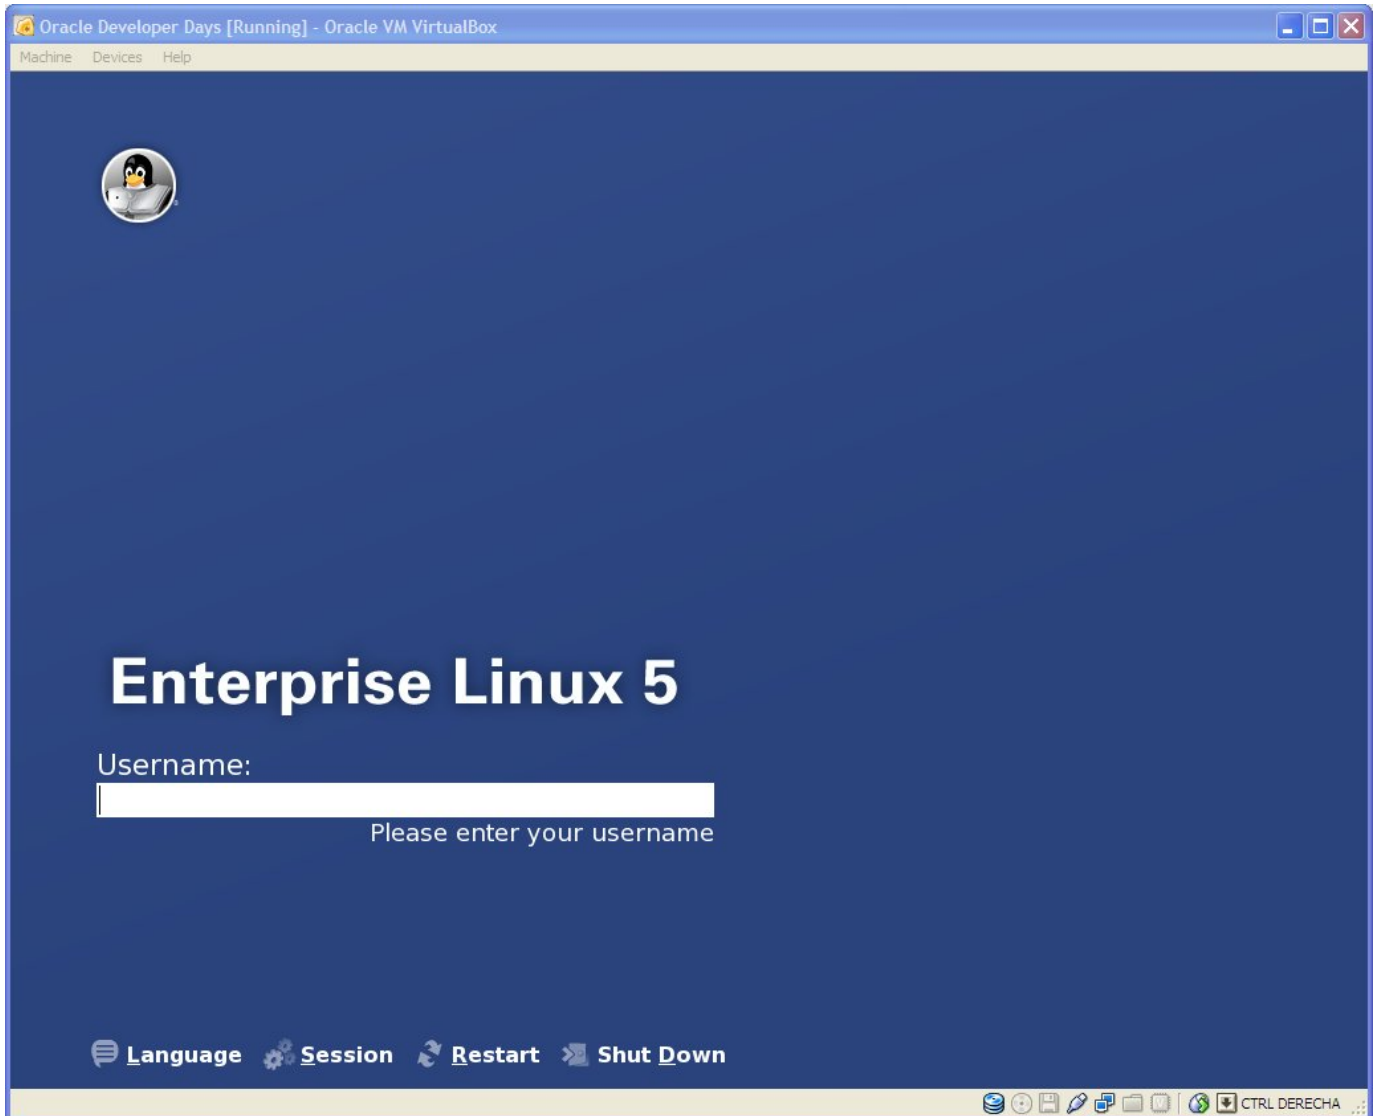 Oracle Developer Days [Running] - Oracle VM VirtualBox
Machine Devices Help
Enterprise Linux 5
Username:
Please enter your username
Language Session Restart Shut Down
CTRL DERECHA